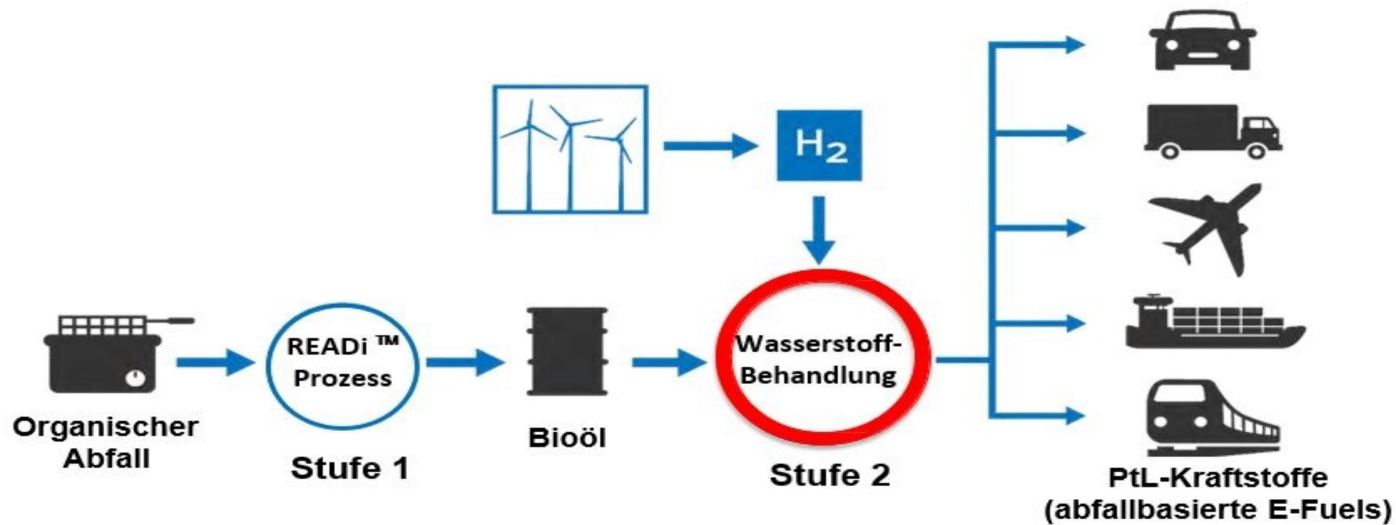 H₂
READi ™
Prozess
Wasserstoff-
Behandlung
Organischer
Abfall
Stufe 1
Bioöl
Stufe 2
PtL-Kraftstoffe
(abfallbasierte E-Fuels)